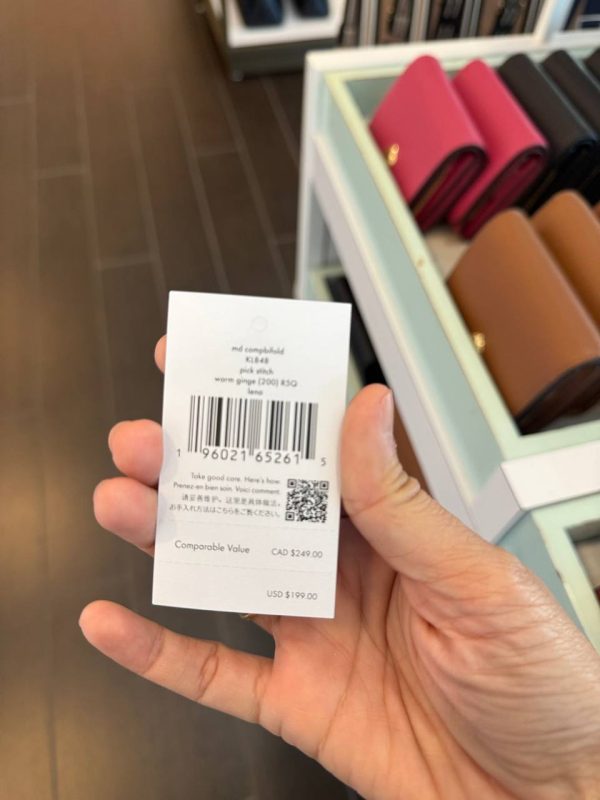 md compbifold
KL848
pick stitch
warm ginge (200) 85Q
lena
1 96021 65261 5
Take good care. Here's how.
Prenez-en bien soin. Voici comment.
请妥善维护。这里是具体做法。
お手入れ方法はこちらをご覧ください。
Comparable Value CAD $249.00
USD $199.00